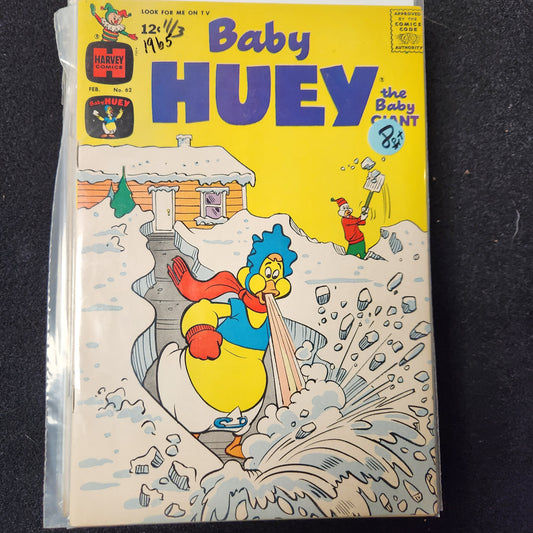 LOOK FOR ME ON TV
12¢ 11/3
1965
APPROVED
BY THE
COMICS
CODE
AUTHORITY
HARVEY
COMICS
FEB. No. 62
Baby HUEY
Baby
HUEY
the Baby
GIANT